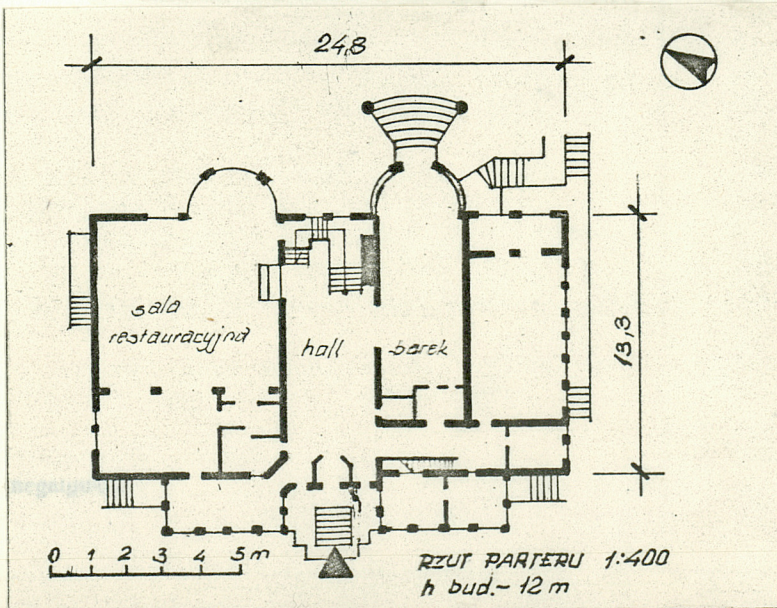 24,8
13,3
sala
restauracyjna
hall
barek
0 1 2 3 4 5m
RZUT PARTERU 1:400
h bud.~ 12 m